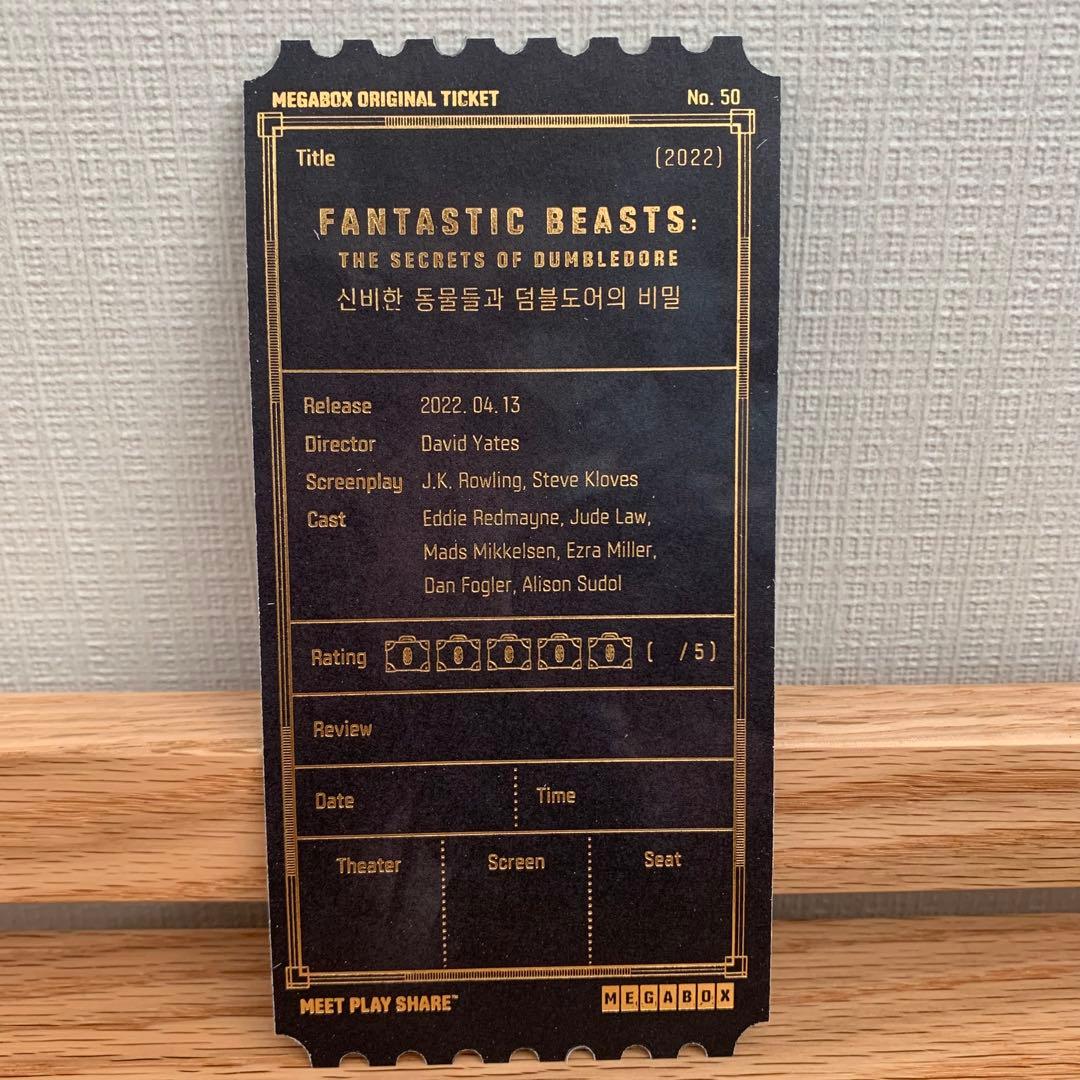 MEGABOX ORIGINAL TICKET No. 50
Title (2022)
FANTASTIC BEASTS:
THE SECRETS OF DUMBLEDORE
신비한 동물들과 덤블도어의 비밀
Release 2022. 04. 13
Director David Yates
Screenplay J.K. Rowling, Steve Kloves
Cast Eddie Redmayne, Jude Law,
Mads Mikkelsen, Ezra Miller,
Dan Fogler, Alison Sudol
Rating ( /5)
Review
Date Time
Theater Screen Seat
MEET PLAY SHARE™ MEGABOX